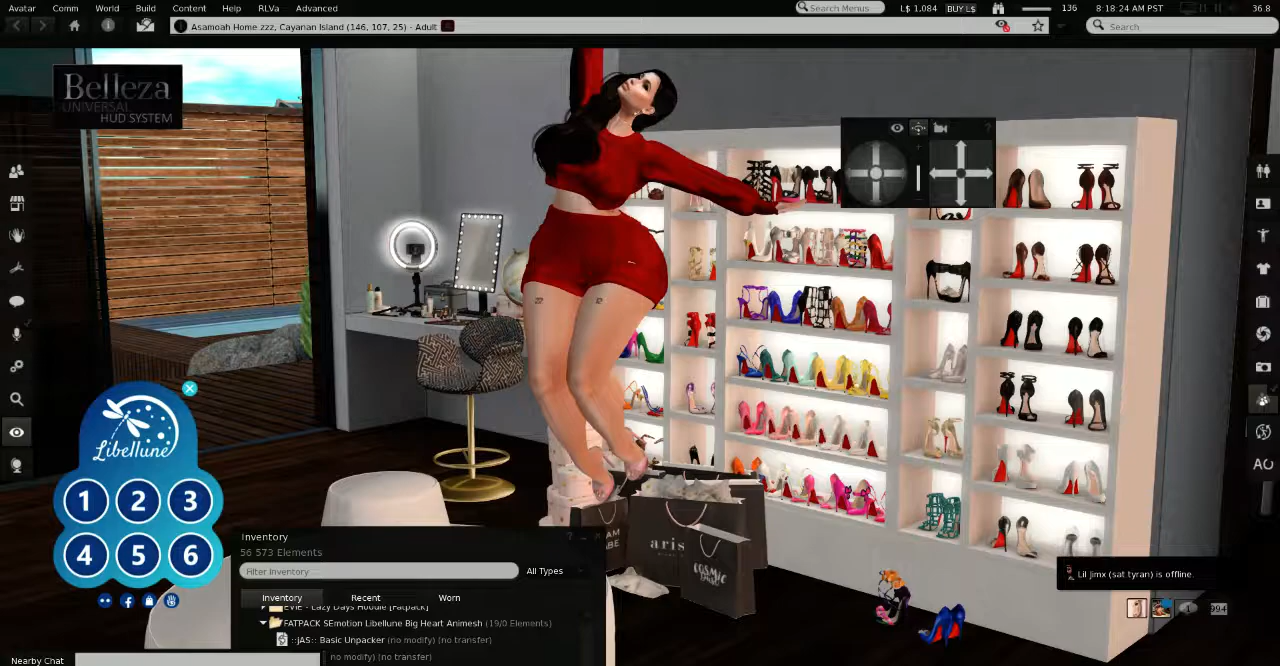 Avatar Comm World Build Content Help RLVa Advanced
Search Menus L$ 1,084 BUY L$ 136 8:18:24 AM PST 36.8
Asamoah Home zzz, Cayanan Island (146, 107, 25) - Adult
Search
Belleza
UNIVERSAL
HUD SYSTEM
?
Libellune
1 2 3
4 5 6
AO
aris
COSMIC
Inventory
56 573 Elements
Filter Inventory
All Types
Inventory Recent Worn
EVIE - Lazy Days Hoodie [Fatpack]
FATPACK SEmotion Libellune Big Heart Animesh (19/0 Elements)
::JAS:: Basic Unpacker (no modify) (no transfer)
no modify) (no transfer)
Lil Jimx (sat.tyran) is offline.
1 994
Nearby Chat